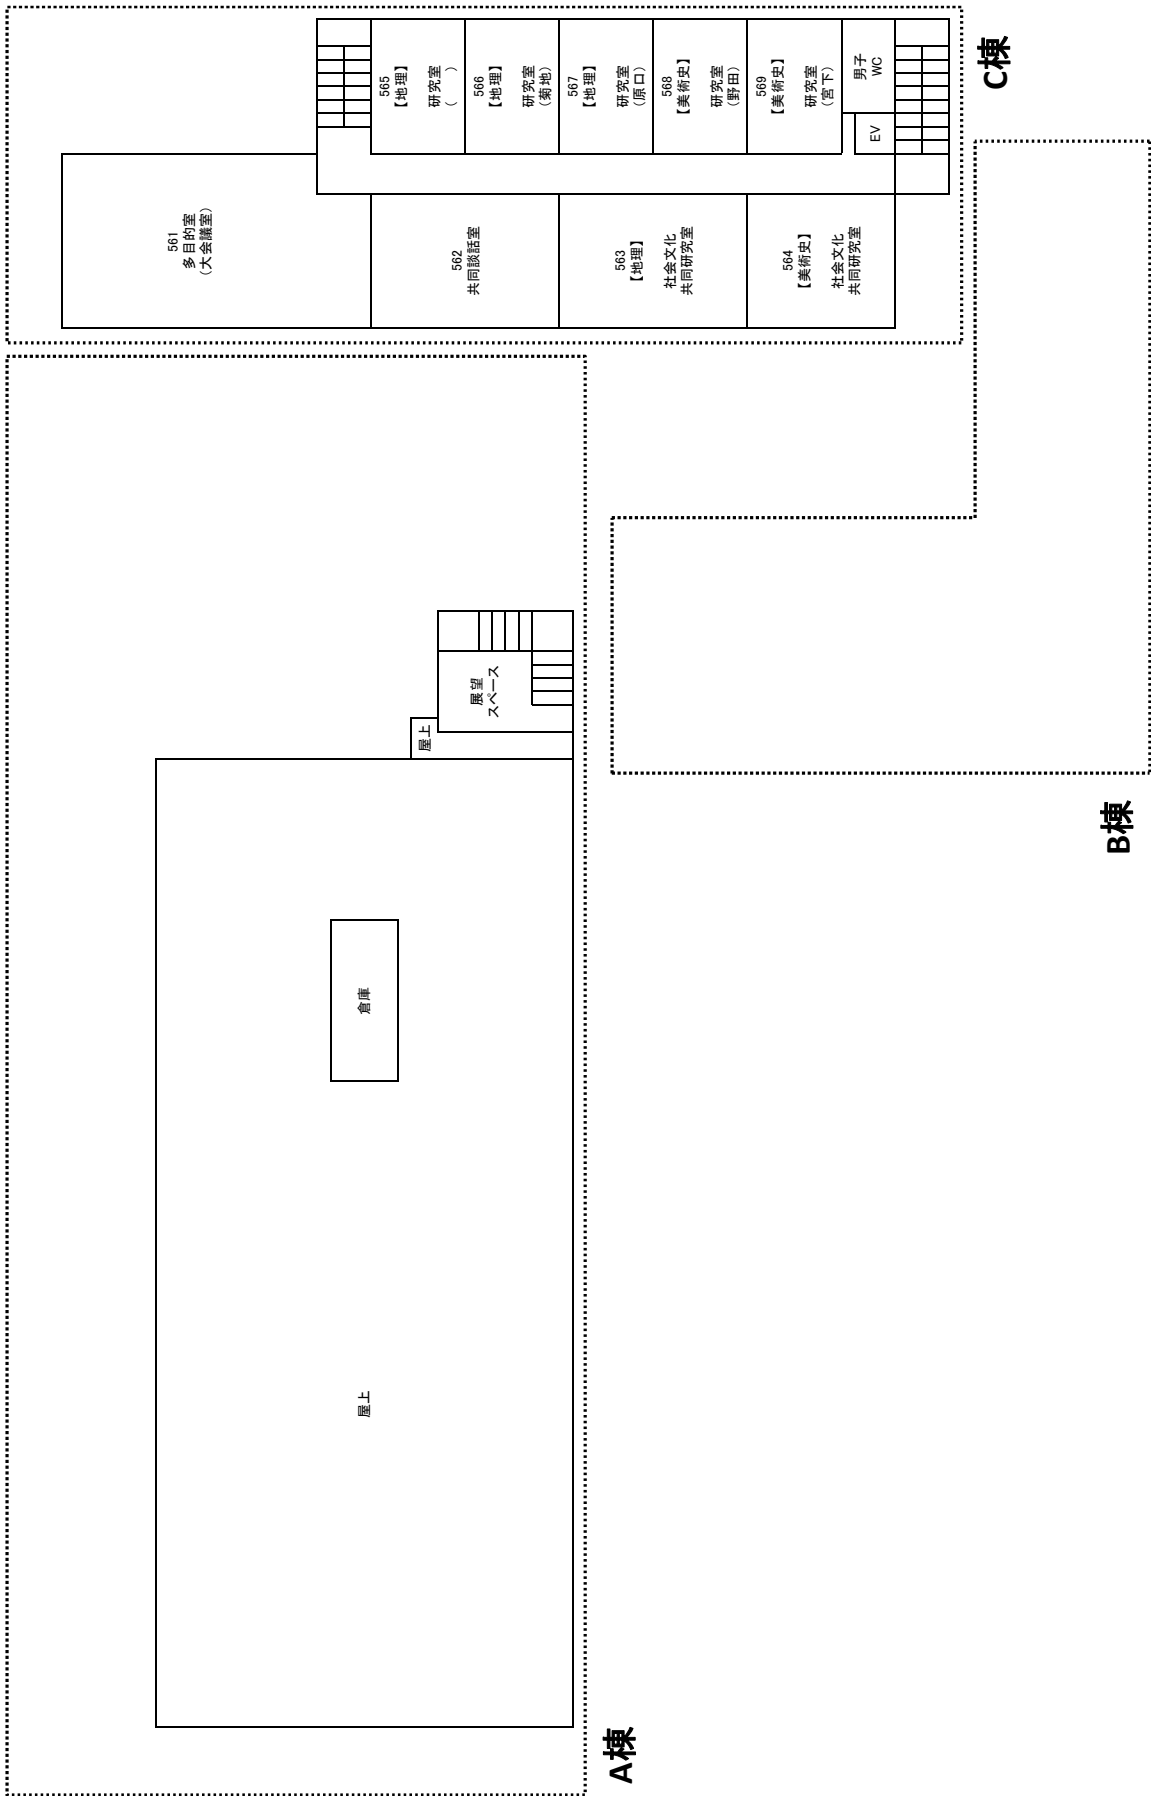 C棟
565
【地理】
研究室
（　）
566
【地理】
研究室
（菊地）
567
【地理】
研究室
（原口）
568
【美術史】
研究室
（野田）
569
【美術史】
研究室
（宮下）
男子
WC
EV
561
多目的室
（大会議室）
562
共同談話室
563
【地理】
社会文化
共同研究室
564
【美術史】
社会文化
共同研究室
展望
スペース
屋上
倉庫
屋上
A棟
B棟